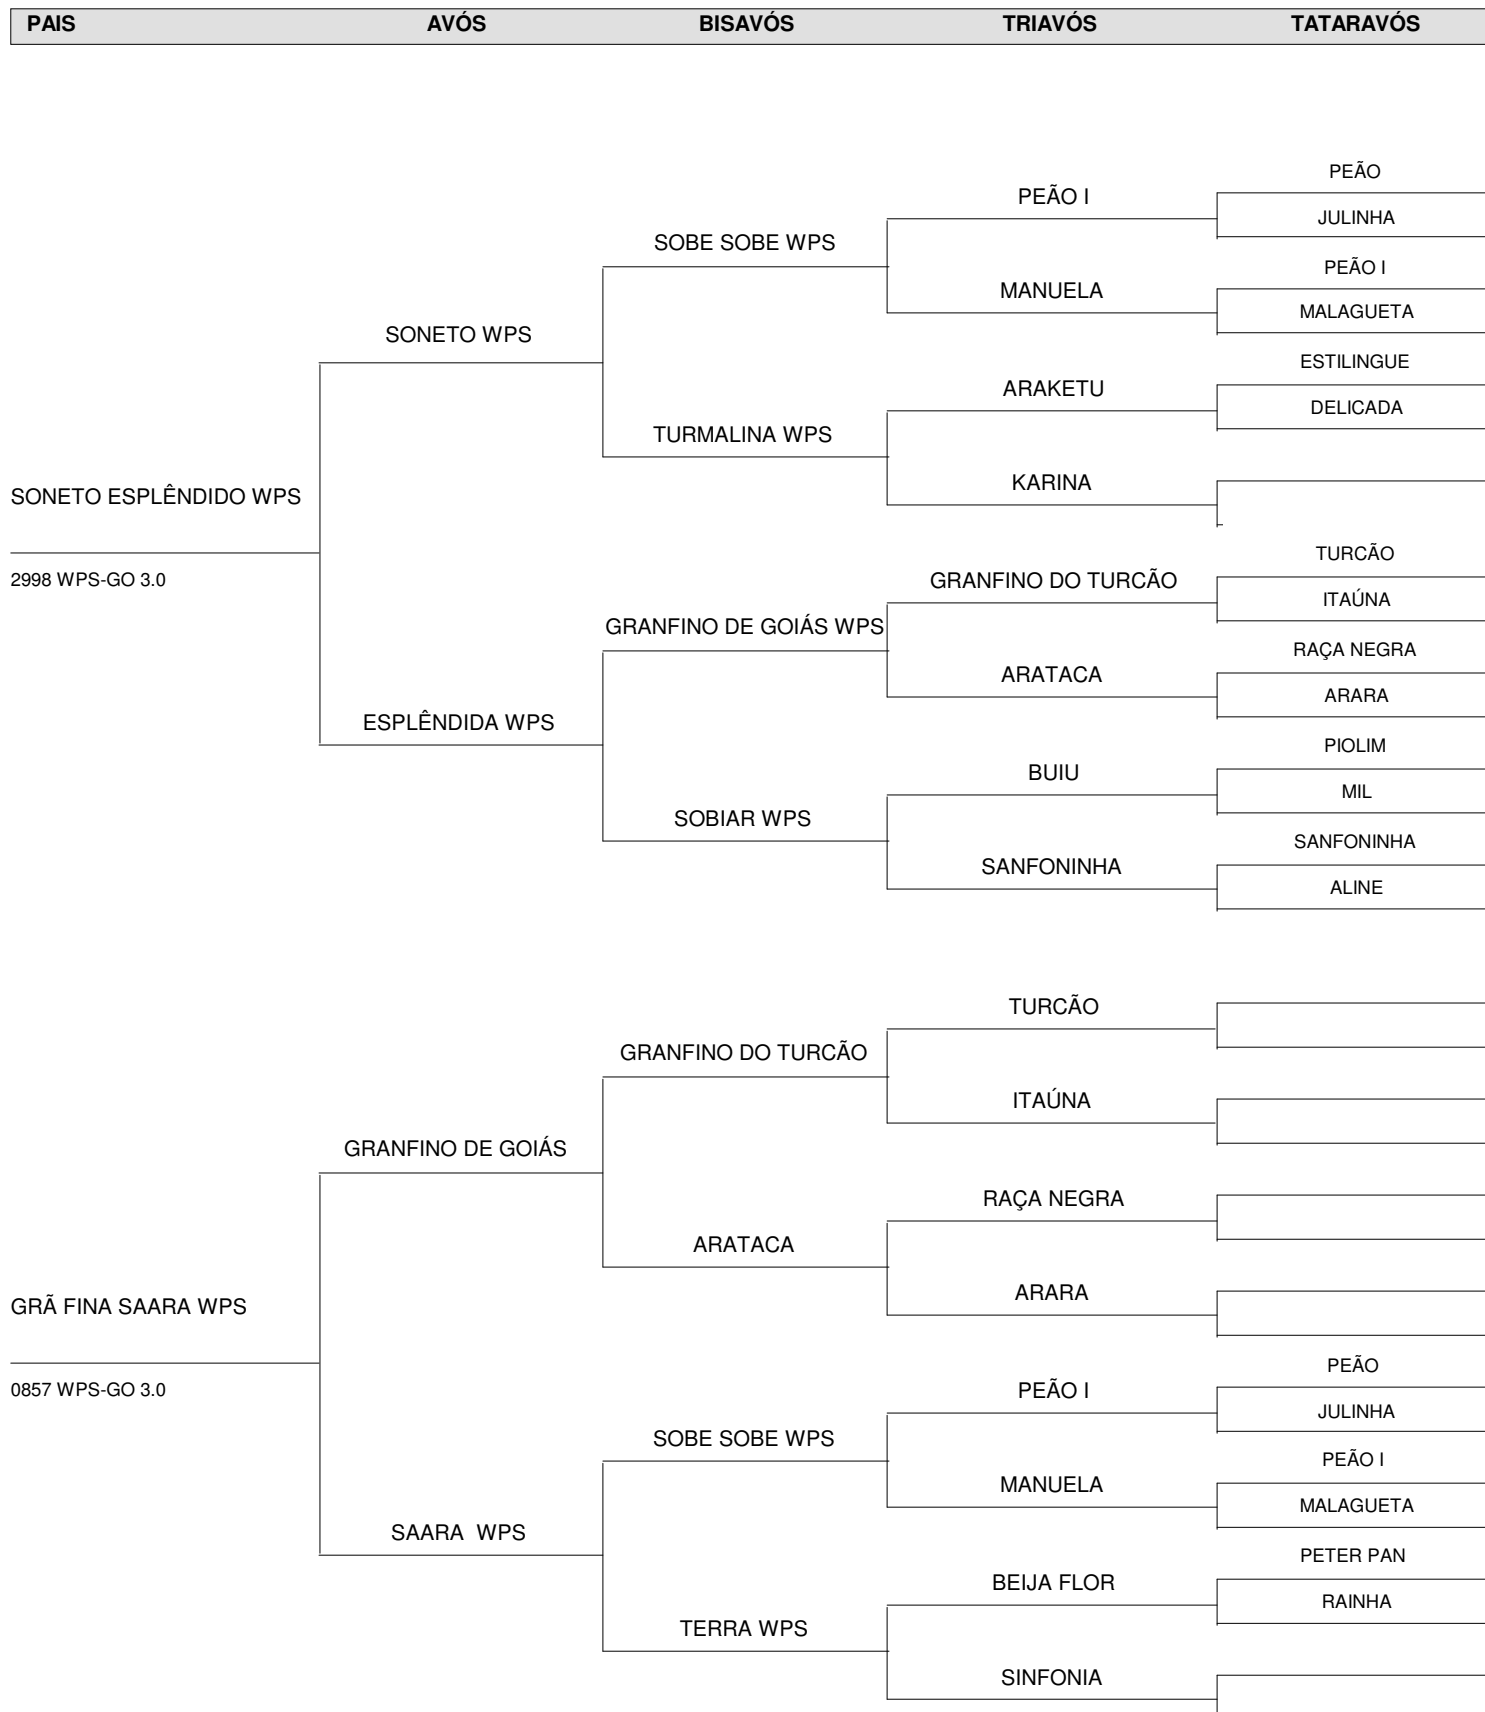 PAIS AVÓS BISAVÓS TRIAVÓS TATARAVÓS
PEÃO
PEÃO I
JULINHA
SOBE SOBE WPS
PEÃO I
MANUELA
MALAGUETA
SONETO WPS
ESTILINGUE
ARAKETU
DELICADA
TURMALINA WPS
KARINA
SONETO ESPLÊNDIDO WPS
TURCÃO
2998 WPS-GO 3.0
GRANFINO DO TURCÃO
ITAÚNA
GRANFINO DE GOIÁS WPS
RAÇA NEGRA
ARATACA
ARARA
ESPLÊNDIDA WPS
PIOLIM
BUIU
MIL
SOBIAR WPS
SANFONINHA
SANFONINHA
ALINE
TURCÃO
GRANFINO DO TURCÃO
ITAÚNA
GRANFINO DE GOIÁS
RAÇA NEGRA
ARATACA
ARARA
GRÃ FINA SAARA WPS
PEÃO
0857 WPS-GO 3.0
PEÃO I
JULINHA
SOBE SOBE WPS
PEÃO I
MANUELA
MALAGUETA
SAARA WPS
PETER PAN
BEIJA FLOR
RAINHA
TERRA WPS
SINFONIA